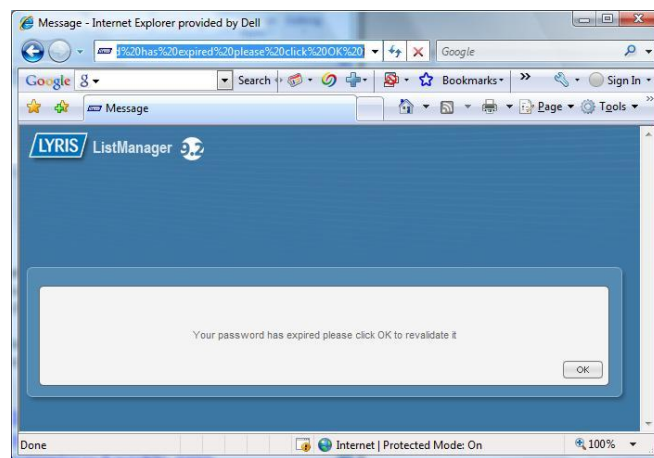 Message - Internet Explorer provided by Dell
d%20has%20expired%20please%20click%20OK%20
Google
Google Search Bookmarks Sign In
Message Page Tools
LYRIS ListManager 9.2
Your password has expired please click OK to revalidate it
OK
Done Internet | Protected Mode: On 100%